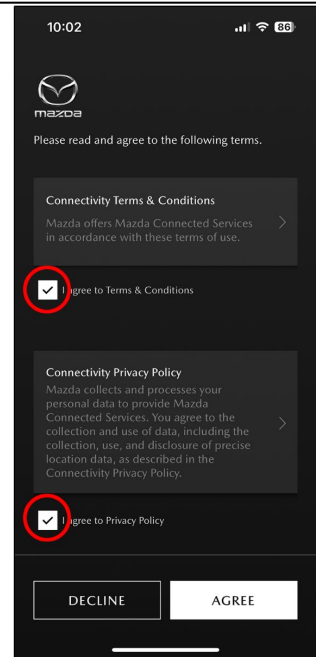 10:02
86
mazda
Please read and agree to the following terms.
Connectivity Terms & Conditions
Mazda offers Mazda Connected Services
in accordance with these terms of use.
I agree to Terms & Conditions
Connectivity Privacy Policy
Mazda collects and processes your
personal data to provide Mazda
Connected Services. You agree to the
collection and use of data, including the
collection, use, and disclosure of precise
location data, as described in the
Connectivity Privacy Policy.
I agree to Privacy Policy
DECLINE
AGREE